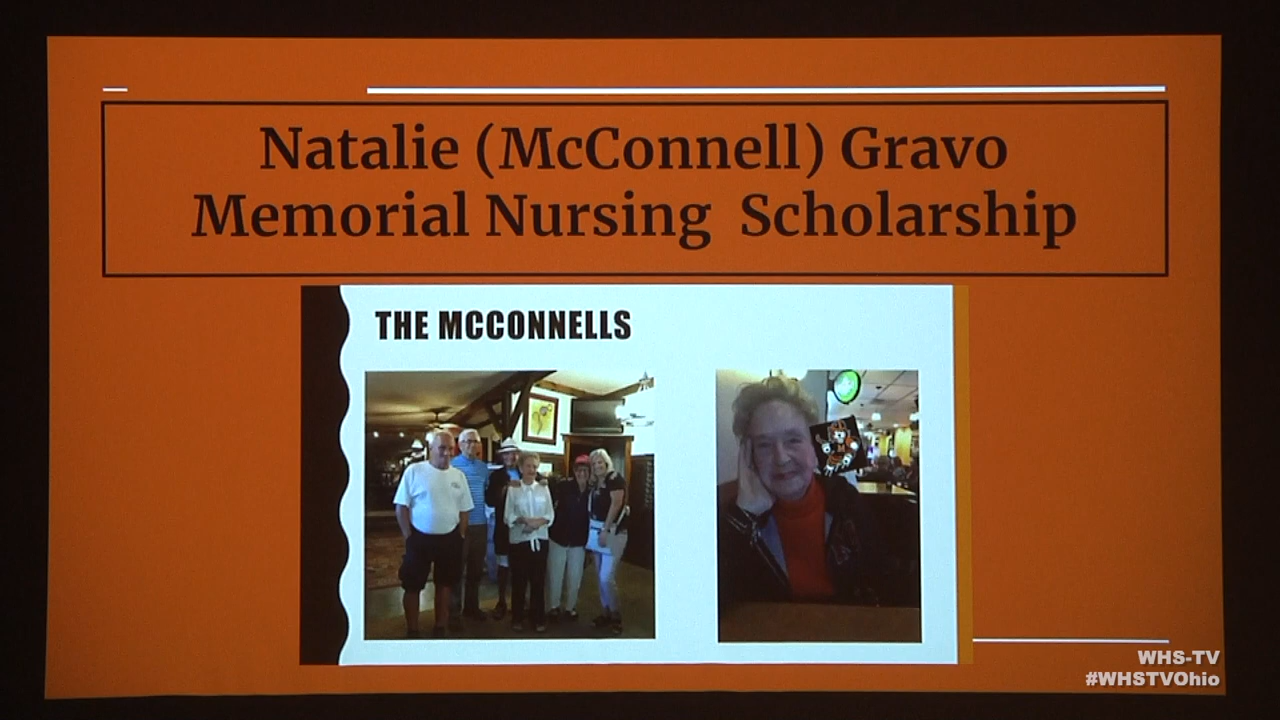 Natalie (McConnell) Gravo
Memorial Nursing Scholarship
THE MCCONNELLS
WHS-TV
#WHSTVOhio